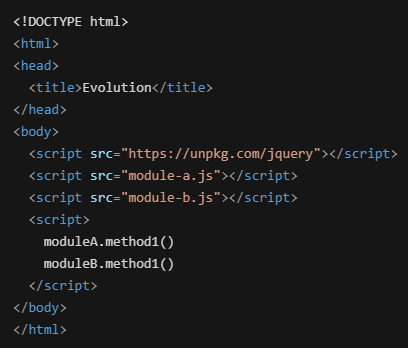 <!DOCTYPE html>
<html>
<head>
  <title>Evolution</title>
</head>
<body>
  <script src="https://unpkg.com/jquery"></script>
  <script src="module-a.js"></script>
  <script src="module-b.js"></script>
  <script>
    moduleA.method1()
    moduleB.method1()
  </script>
</body>
</html>